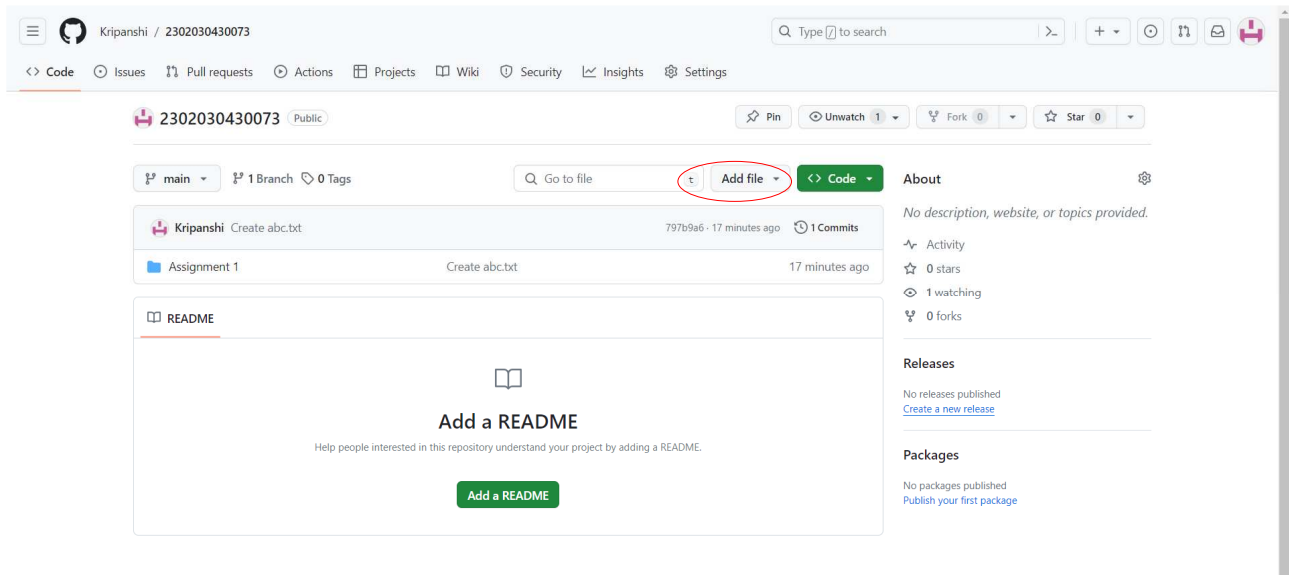 Kripanshi / 2302030430073 Type / to search
Code Issues Pull requests Actions Projects Wiki Security Insights Settings
2302030430073 Public Pin Unwatch 1 Fork 0 Star 0
main 1 Branch 0 Tags Go to file t Add file Code
Kripanshi Create abc.txt 797b9a6 · 17 minutes ago 1 Commits
Assignment 1 Create abc.txt 17 minutes ago
README
Add a README
Help people interested in this repository understand your project by adding a README.
Add a README
About
No description, website, or topics provided.
Activity
0 stars
1 watching
0 forks
Releases
No releases published
Create a new release
Packages
No packages published
Publish your first package